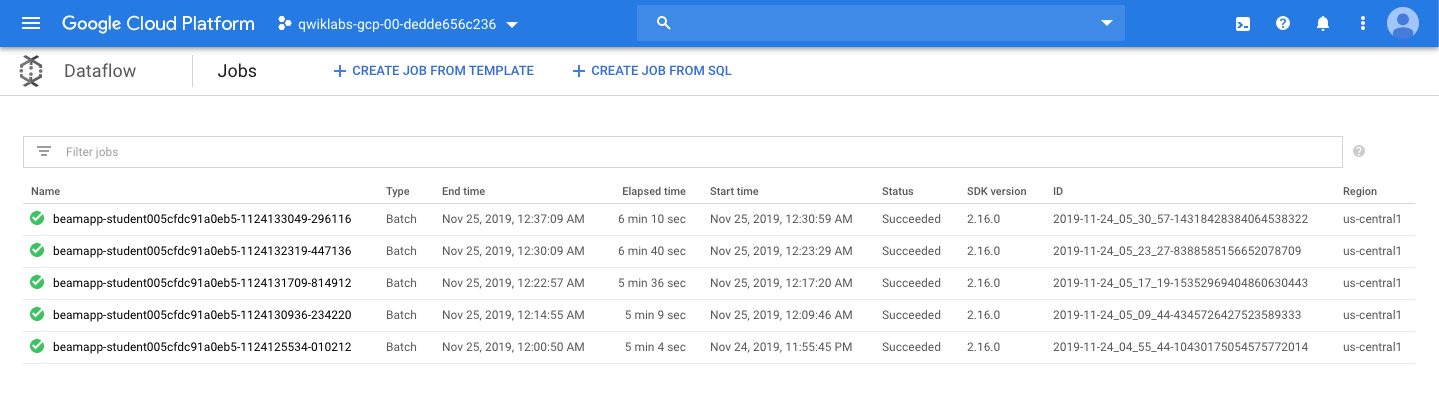 Google Cloud Platform qwiklabs-gcp-00-dedde656c236
Dataflow Jobs CREATE JOB FROM TEMPLATE CREATE JOB FROM SQL
Filter jobs
Name Type End time Elapsed time Start time Status SDK version ID Region
beamapp-student005cfdc91a0eb5-1124133049-296116 Batch Nov 25, 2019, 12:37:09 AM 6 min 10 sec Nov 25, 2019, 12:30:59 AM Succeeded 2.16.0 2019-11-24_05_30_57-14318428384064538322 us-central1
beamapp-student005cfdc91a0eb5-1124132319-447136 Batch Nov 25, 2019, 12:30:09 AM 6 min 40 sec Nov 25, 2019, 12:23:29 AM Succeeded 2.16.0 2019-11-24_05_23_27-8388585156652078709 us-central1
beamapp-student005cfdc91a0eb5-1124131709-814912 Batch Nov 25, 2019, 12:22:57 AM 5 min 36 sec Nov 25, 2019, 12:17:20 AM Succeeded 2.16.0 2019-11-24_05_17_19-15352969404860630443 us-central1
beamapp-student005cfdc91a0eb5-1124130936-234220 Batch Nov 25, 2019, 12:14:55 AM 5 min 9 sec Nov 25, 2019, 12:09:46 AM Succeeded 2.16.0 2019-11-24_05_09_44-4345726427523589333 us-central1
beamapp-student005cfdc91a0eb5-1124125534-010212 Batch Nov 25, 2019, 12:00:50 AM 5 min 4 sec Nov 24, 2019, 11:55:45 PM Succeeded 2.16.0 2019-11-24_04_55_44-10430175054575772014 us-central1